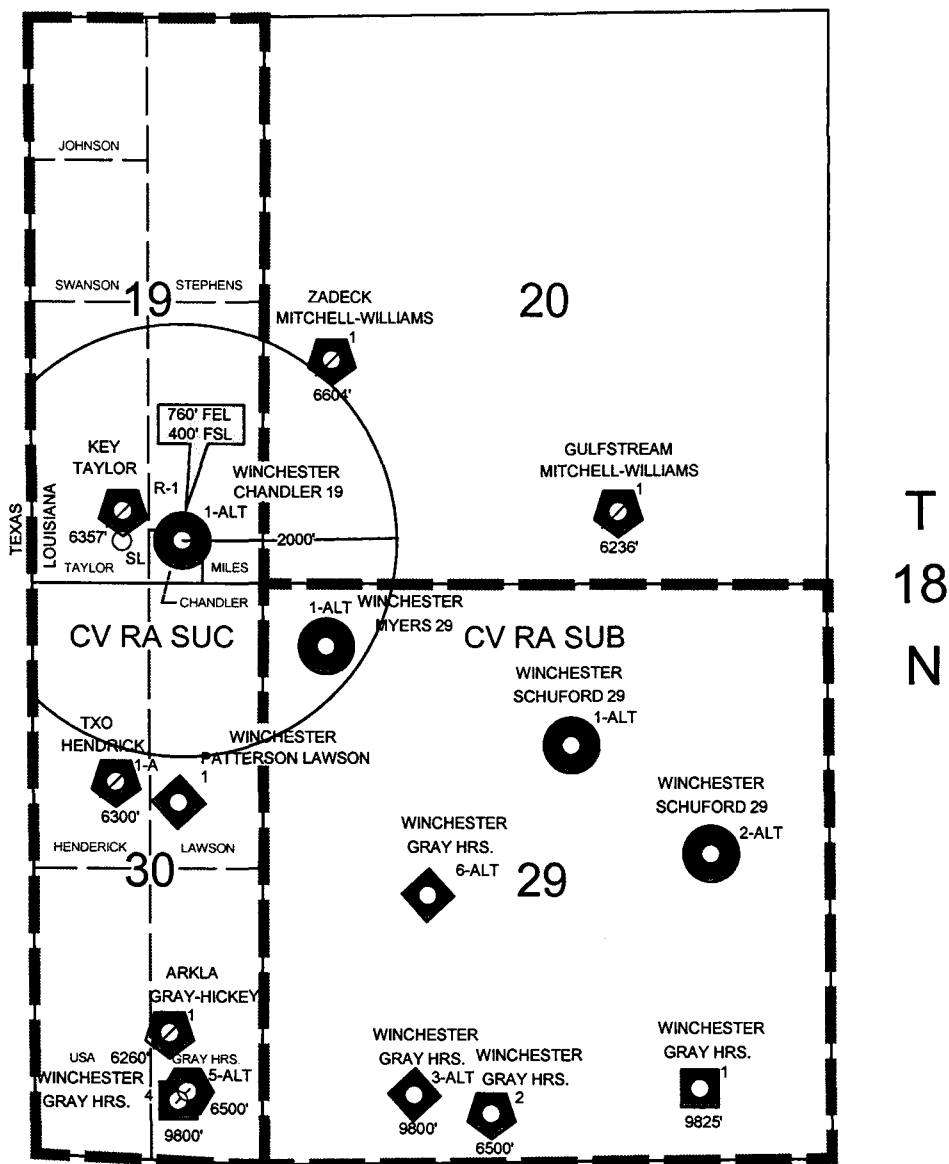 JOHNSON
SWANSON
19
STEPHENS
ZADECK
MITCHELL-WILLIAMS
1
6604'
20
760' FEL
400' FSL
KEY
TAYLOR
R-1
WINCHESTER
CHANDLER 19
1-ALT
6357'
SL
2000'
GULFSTREAM
MITCHELL-WILLIAMS
1
6236'
TEXAS
LOUISIANA
TAYLOR
MILES
CHANDLER
T
18
N
CV RA SUC
1-ALT
WINCHESTER
MYERS 29
CV RA SUB
WINCHESTER
SCHUFORD 29
1-ALT
TXO
HENDRICK
1-A
6300'
WINCHESTER
PATTERSON LAWSON
1
WINCHESTER
SCHUFORD 29
2-ALT
HENDERICK
30
LAWSON
WINCHESTER
GRAY HRS.
6-ALT
29
ARKLA
GRAY-HICKEY
1
USA
6260'
GRAY HRS.
WINCHESTER
GRAY HRS.
4
5-ALT
6500'
9800'
WINCHESTER
GRAY HRS.
3-ALT
9800'
WINCHESTER
GRAY HRS.
2
6500'
WINCHESTER
GRAY HRS.
1
9825'